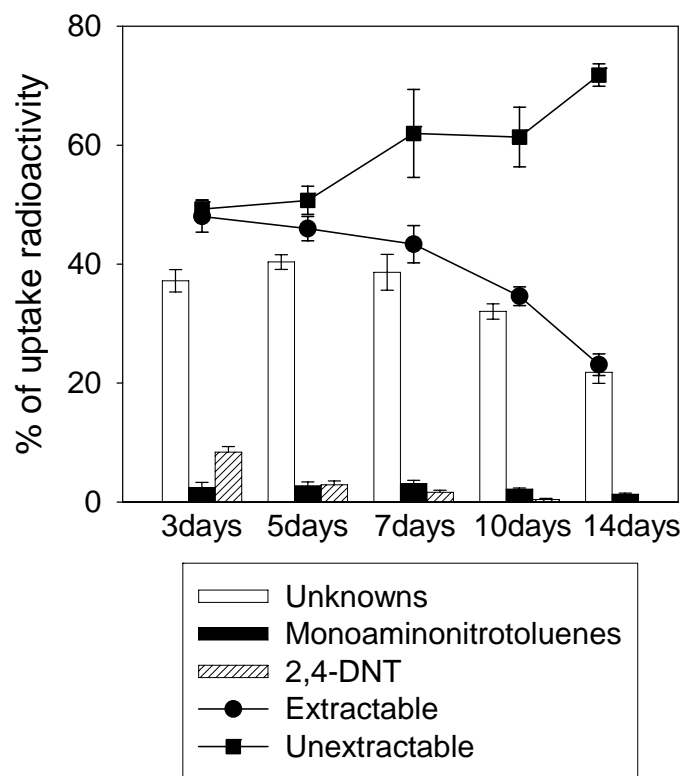 % of uptake radioactivity
80
60
40
20
0
3days 5days 7days 10days 14days
Unknowns
Monoaminonitrotoluenes
2,4-DNT
Extractable
Unextractable